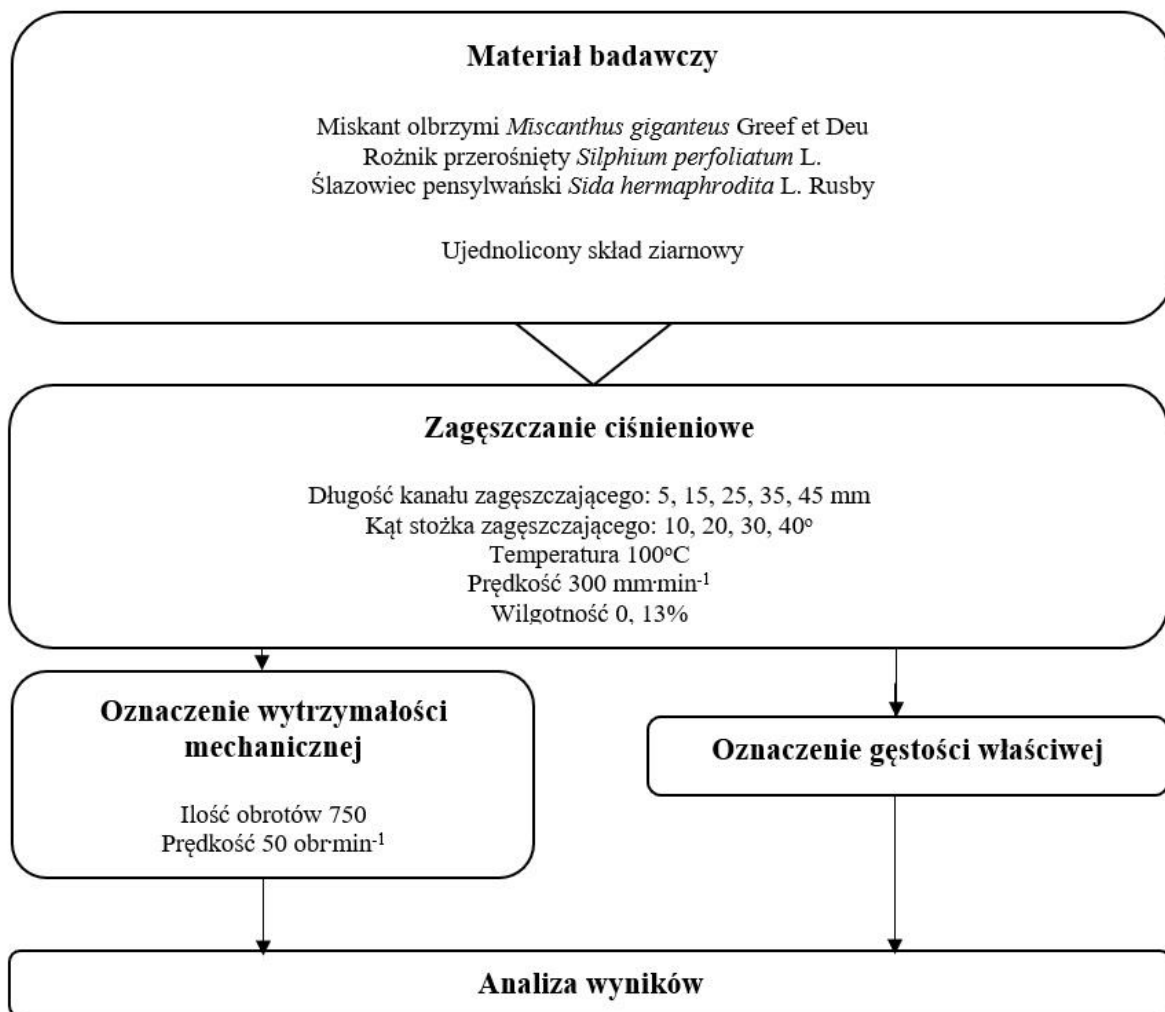 Materiał badawczy
Miskant olbrzymi Miscanthus giganteus Greef et Deu
Rożnik przerośnięty Silphium perfoliatum L.
Ślazowiec pensylwański Sida hermaphrodita L. Rusby
Ujednolicony skład ziarnowy
Zagęszczanie ciśnieniowe
Długość kanału zagęszczającego: 5, 15, 25, 35, 45 mm
Kąt stożka zagęszczającego: 10, 20, 30, 40º
Temperatura 100ºC
Prędkość 300 mm·min⁻¹
Wilgotność 0, 13%
Oznaczenie wytrzymałości
mechanicznej
Ilość obrotów 750
Prędkość 50 obr·min⁻¹
Oznaczenie gęstości właściwej
Analiza wyników